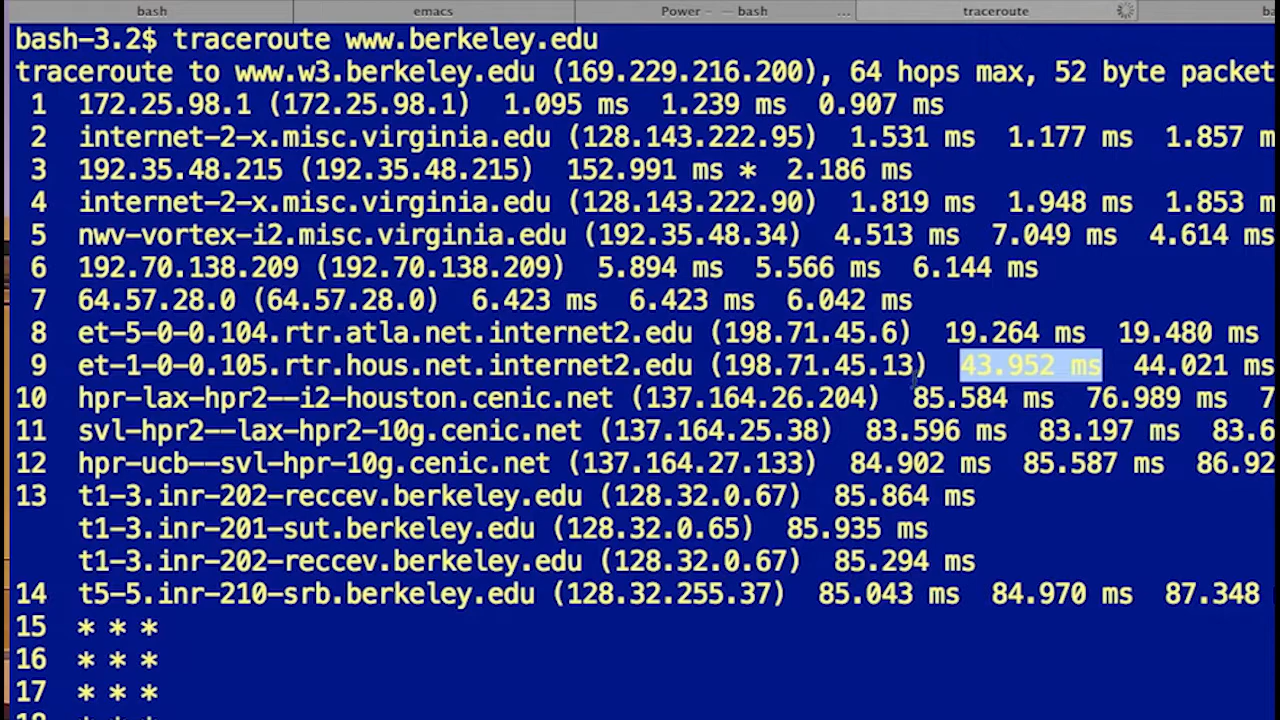 bash emacs Power – – bash ... traceroute ba
bash-3.2$ traceroute www.berkeley.edu
traceroute to www.w3.berkeley.edu (169.229.216.200), 64 hops max, 52 byte packet
1 172.25.98.1 (172.25.98.1) 1.095 ms 1.239 ms 0.907 ms
2 internet-2-x.misc.virginia.edu (128.143.222.95) 1.531 ms 1.177 ms 1.857 m
3 192.35.48.215 (192.35.48.215) 152.991 ms * 2.186 ms
4 internet-2-x.misc.virginia.edu (128.143.222.90) 1.819 ms 1.948 ms 1.853 m
5 nwv-vortex-i2.misc.virginia.edu (192.35.48.34) 4.513 ms 7.049 ms 4.614 ms
6 192.70.138.209 (192.70.138.209) 5.894 ms 5.566 ms 6.144 ms
7 64.57.28.0 (64.57.28.0) 6.423 ms 6.423 ms 6.042 ms
8 et-5-0-0.104.rtr.atla.net.internet2.edu (198.71.45.6) 19.264 ms 19.480 ms
9 et-1-0-0.105.rtr.hous.net.internet2.edu (198.71.45.13) 43.952 ms 44.021 ms
10 hpr-lax-hpr2--i2-houston.cenic.net (137.164.26.204) 85.584 ms 76.989 ms 7
11 svl-hpr2--lax-hpr2-10g.cenic.net (137.164.25.38) 83.596 ms 83.197 ms 83.6
12 hpr-ucb--svl-hpr-10g.cenic.net (137.164.27.133) 84.902 ms 85.587 ms 86.92
13 t1-3.inr-202-reccev.berkeley.edu (128.32.0.67) 85.864 ms
t1-3.inr-201-sut.berkeley.edu (128.32.0.65) 85.935 ms
t1-3.inr-202-reccev.berkeley.edu (128.32.0.67) 85.294 ms
14 t5-5.inr-210-srb.berkeley.edu (128.32.255.37) 85.043 ms 84.970 ms 87.348
15 * * *
16 * * *
17 * * *
18